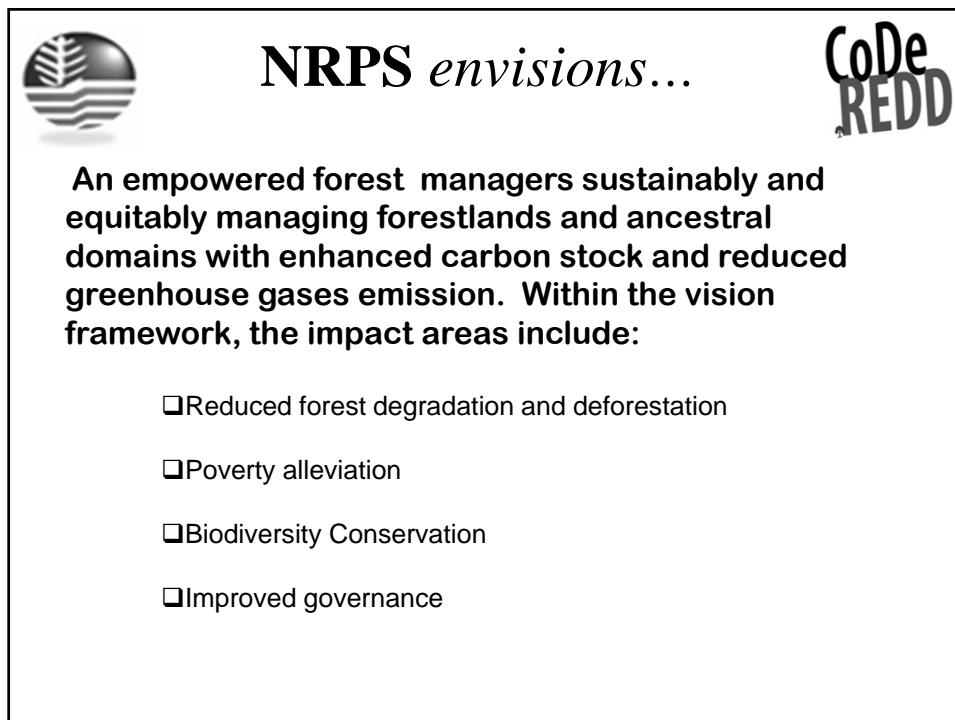 NRPS envisions…
CoDe
REDD
An empowered forest managers sustainably and
equitably managing forestlands and ancestral
domains with enhanced carbon stock and reduced
greenhouse gases emission. Within the vision
framework, the impact areas include:
❑Reduced forest degradation and deforestation
❑Poverty alleviation
❑Biodiversity Conservation
❑Improved governance